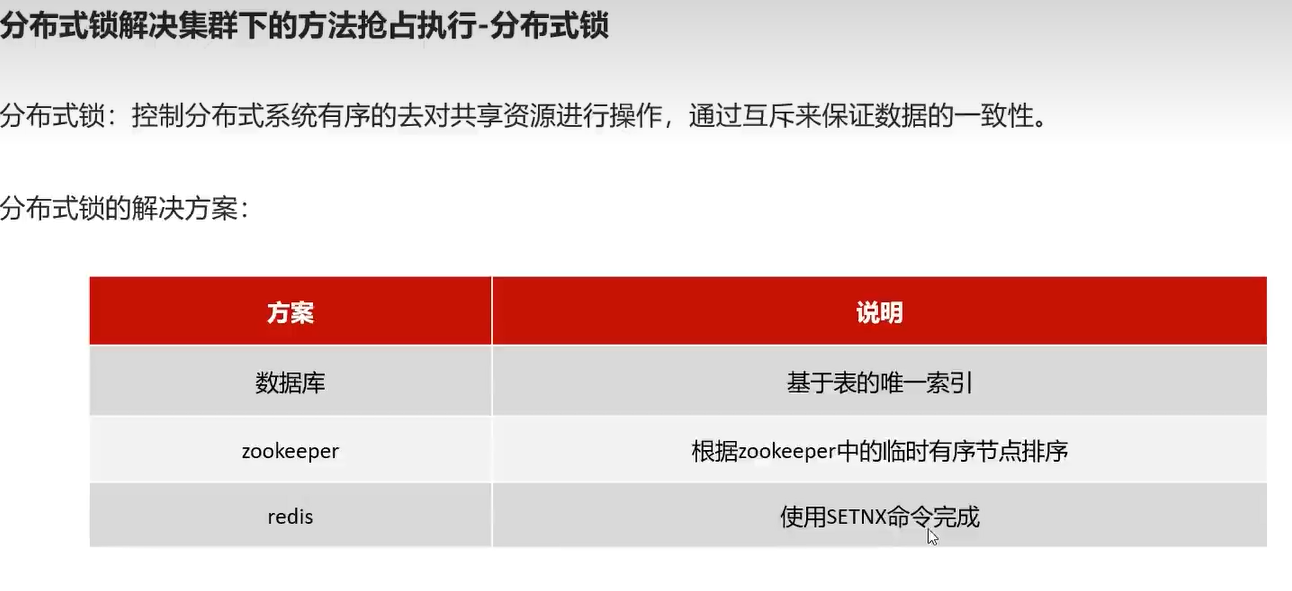 分布式锁解决集群下的方法抢占执行-分布式锁
分布式锁：控制分布式系统有序的去对共享资源进行操作，通过互斥来保证数据的一致性。
分布式锁的解决方案：
方案 说明
数据库 基于表的唯一索引
zookeeper 根据zookeeper中的临时有序节点排序
redis 使用SETNX命令完成